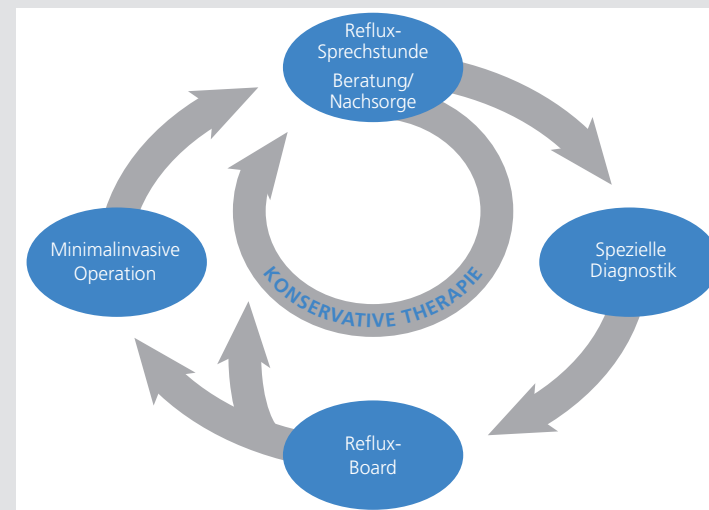 Reflux-
Sprechstunde
Beratung/
Nachsorge
Minimalinvasive
Operation
Spezielle
Diagnostik
KONSERVATIVE THERAPIE
Reflux-
Board